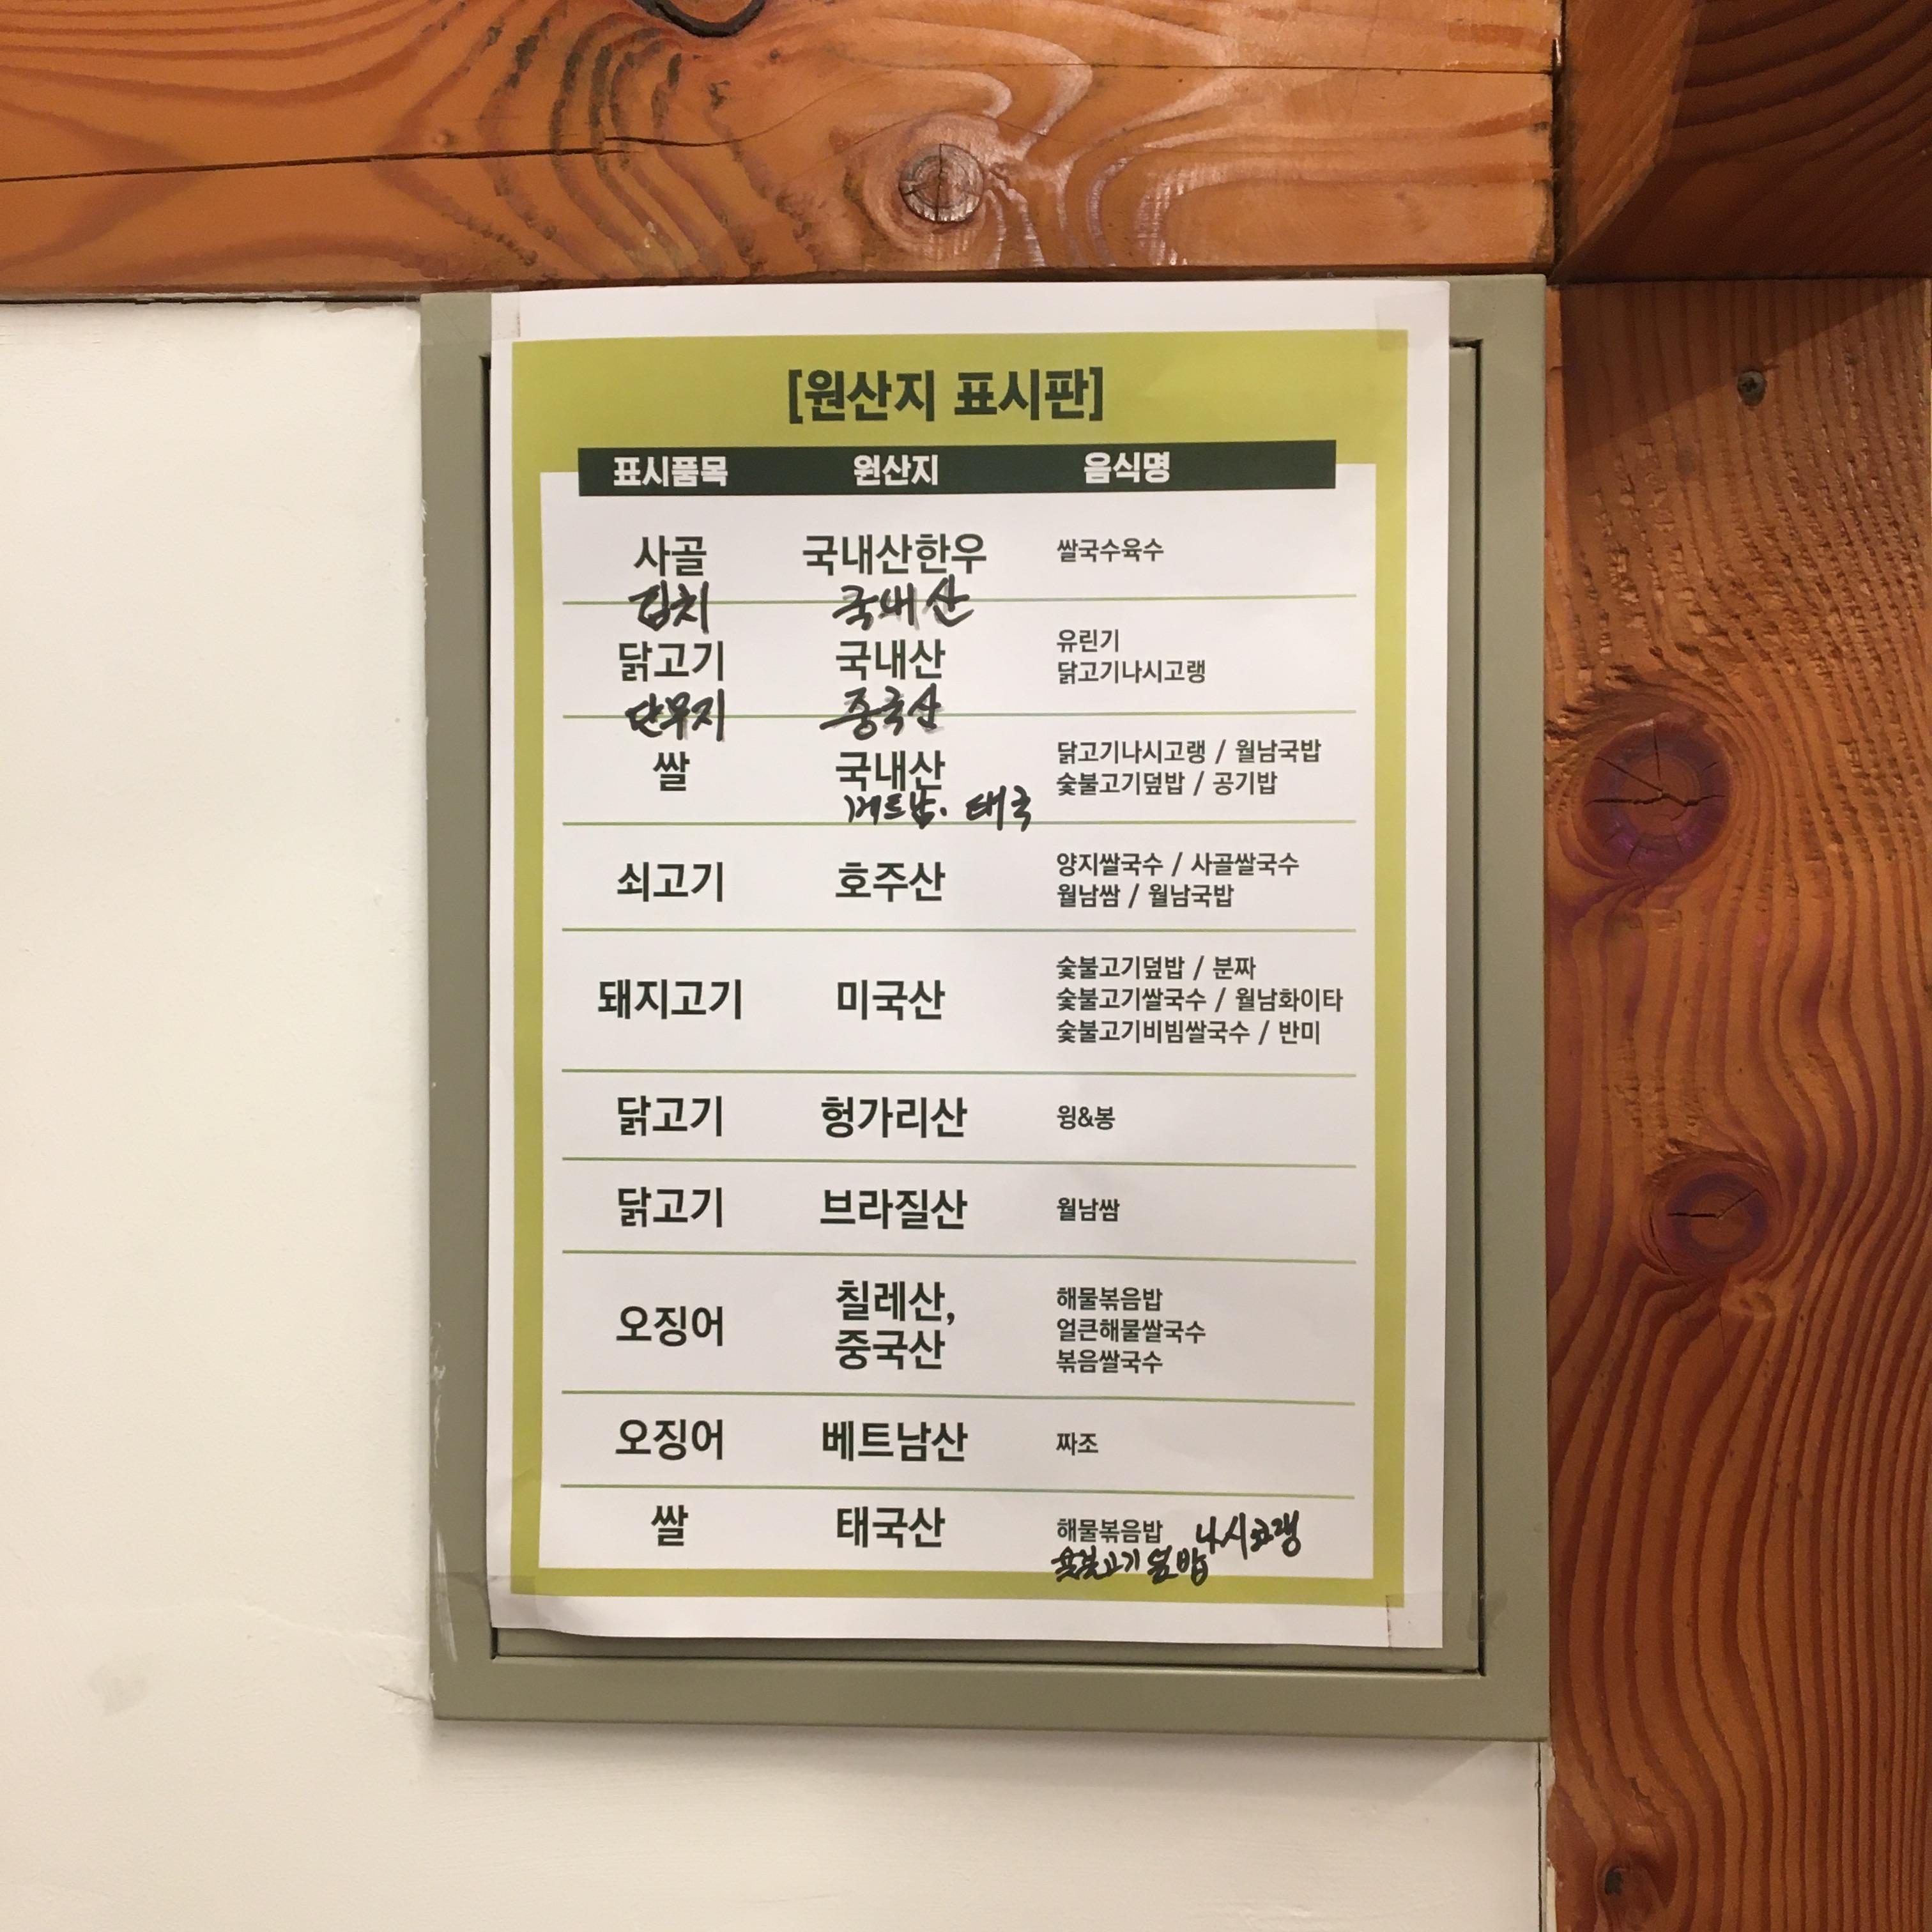 [원산지 표시판]
표시품목 원산지 음식명
사골 국내산한우 쌀국수육수
김치 국내산
닭고기 국내산 유린기
닭고기나시고랭
단무지 중국산
쌀 국내산 닭고기나시고랭 / 월남국밥
숯불고기덮밥 / 공기밥
베트남. 태국
쇠고기 호주산 양지쌀국수 / 사골쌀국수
월남쌈 / 월남국밥
돼지고기 미국산 숯불고기덮밥 / 분짜
숯불고기쌀국수 / 월남화이타
숯불고기비빔쌀국수 / 반미
닭고기 헝가리산 윙&봉
닭고기 브라질산 월남쌈
오징어 칠레산, 해물볶음밥
얼큰해물쌀국수
중국산 볶음쌀국수
오징어 베트남산 짜조
쌀 태국산 해물볶음밥 나시고랭
숯불고기덮밥